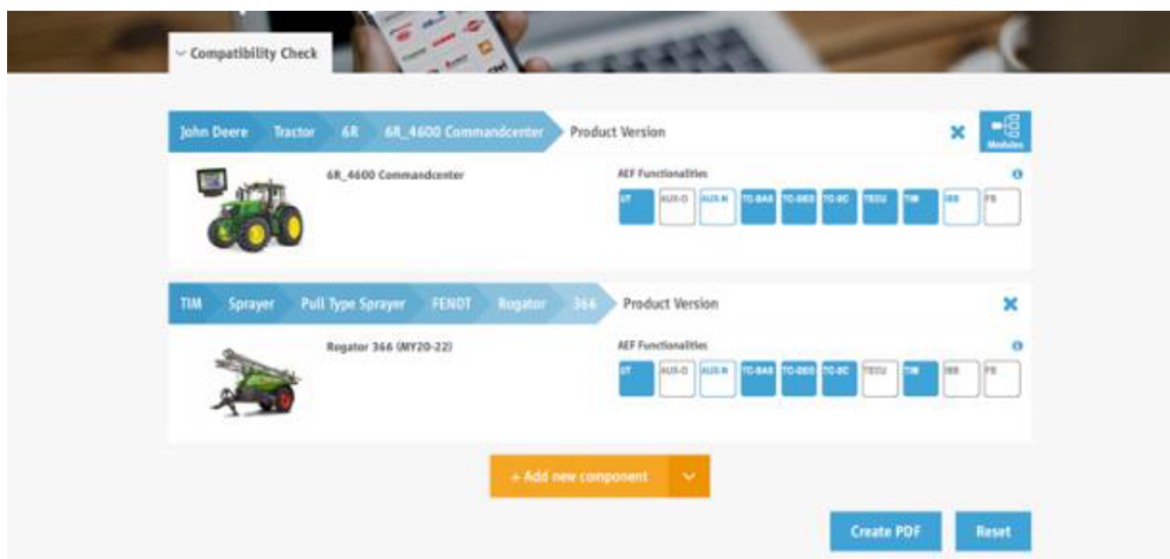 Compatibility Check
John Deere Tractor 6R 6R_4600 Commandcenter Product Version
Modules
6R_4600 Commandcenter
AEF Functionalities
UT AUX-O AUX-N TC-BAS TC-GEO TC-SC TECU TIM ISB FS
TIM Sprayer Pull Type Sprayer FENDT Rogator 366 Product Version
Rogator 366 (MY20-22)
AEF Functionalities
UT AUX-O AUX-N TC-BAS TC-GEO TC-SC TECU TIM ISB FS
+ Add new component
Create PDF Reset